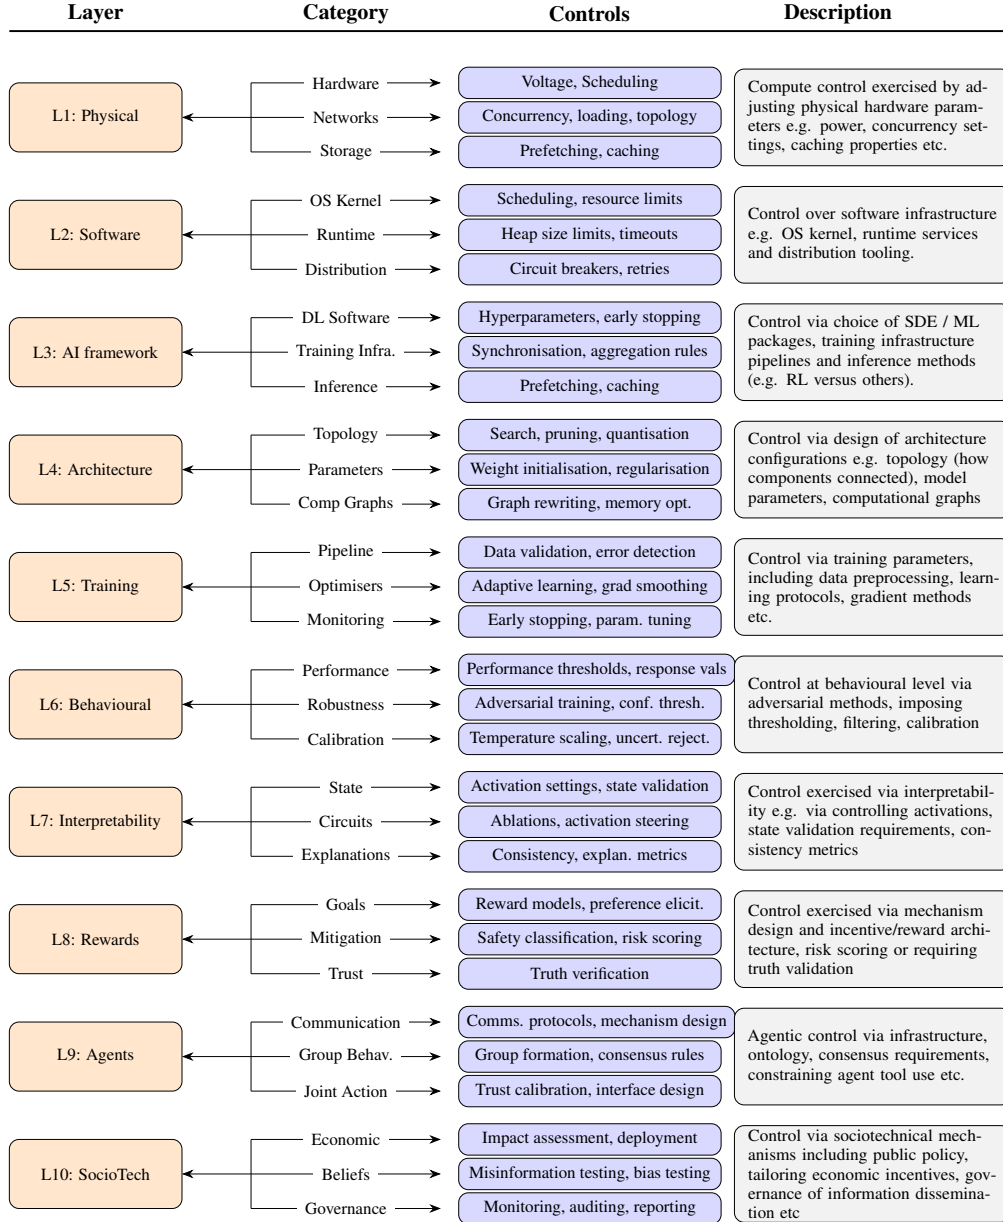 Layer Category Controls Description
L1: Physical
Hardware
Networks
Storage
Voltage, Scheduling
Concurrency, loading, topology
Prefetching, caching
Compute control exercised by ad-
justing physical hardware param-
eters e.g. power, concurrency set-
tings, caching properties etc.
L2: Software
OS Kernel
Runtime
Distribution
Scheduling, resource limits
Heap size limits, timeouts
Circuit breakers, retries
Control over software infrastructure
e.g. OS kernel, runtime services
and distribution tooling.
L3: AI framework
DL Software
Training Infra.
Inference
Hyperparameters, early stopping
Synchronisation, aggregation rules
Prefetching, caching
Control via choice of SDE / ML
packages, training infrastructure
pipelines and inference methods
(e.g. RL versus others).
L4: Architecture
Topology
Parameters
Comp Graphs
Search, pruning, quantisation
Weight initialisation, regularisation
Graph rewriting, memory opt.
Control via design of architecture
configurations e.g. topology (how
components connected), model
parameters, computational graphs
L5: Training
Pipeline
Optimisers
Monitoring
Data validation, error detection
Adaptive learning, grad smoothing
Early stopping, param. tuning
Control via training parameters,
including data preprocessing, learn-
ing protocols, gradient methods
etc.
L6: Behavioural
Performance
Robustness
Calibration
Performance thresholds, response vals
Adversarial training, conf. thresh.
Temperature scaling, uncert. reject.
Control at behavioural level via
adversarial methods, imposing
thresholding, filtering, calibration
L7: Interpretability
State
Circuits
Explanations
Activation settings, state validation
Ablations, activation steering
Consistency, explan. metrics
Control exercised via interpretabil-
ity e.g. via controlling activations,
state validation requirements, con-
sistency metrics
L8: Rewards
Goals
Mitigation
Trust
Reward models, preference elicit.
Safety classification, risk scoring
Truth verification
Control exercised via mechanism
design and incentive/reward archi-
tecture, risk scoring or requiring
truth validation
L9: Agents
Communication
Group Behav.
Joint Action
Comms. protocols, mechanism design
Group formation, consensus rules
Trust calibration, interface design
Agentic control via infrastructure,
ontology, consensus requirements,
constraining agent tool use etc.
L10: SocioTech
Economic
Beliefs
Governance
Impact assessment, deployment
Misinformation testing, bias testing
Monitoring, auditing, reporting
Control via sociotechnical mech-
anisms including public policy,
tailoring economic incentives, gov-
ernance of information dissemina-
tion etc